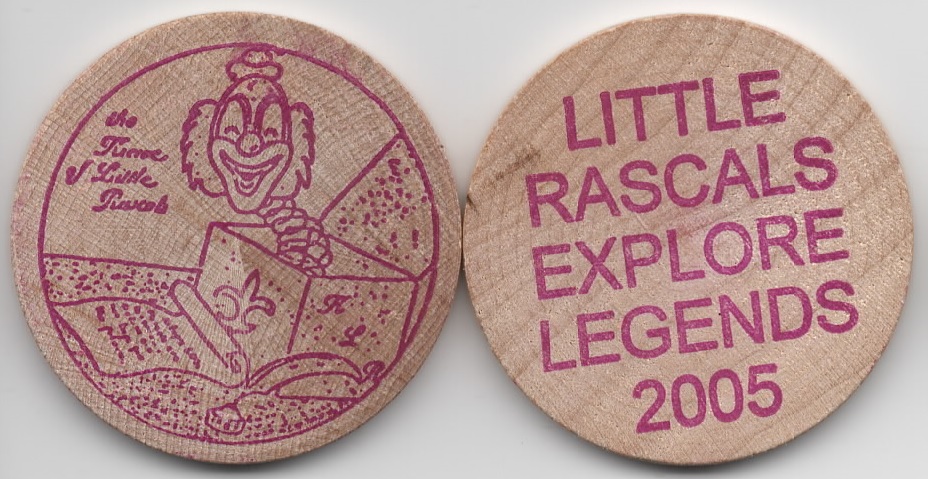 the
Krewe
of Little
Rascals
K
L
R
LITTLE
RASCALS
EXPLORE
LEGENDS
2005